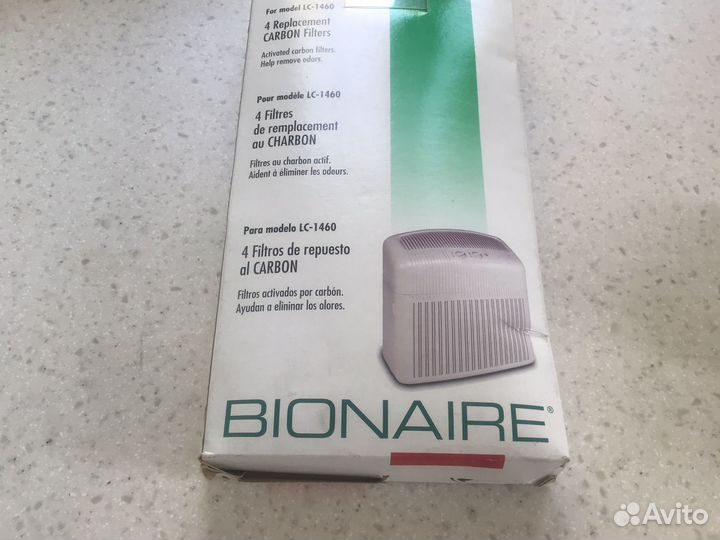 For model LC-1460
4 Replacement
CARBON Filters
Activated carbon filters.
Help remove odors.
Pour modèle LC-1460
4 Filtres
de remplacement
au CHARBON
Filtres au charbon actif.
Aident à éliminer les odeurs.
Para modelo LC-1460
4 Filtros de repuesto
al CARBON
Filtros activados por carbón.
Ayudan a elininar los olores.
BIONAIRE®
Avito